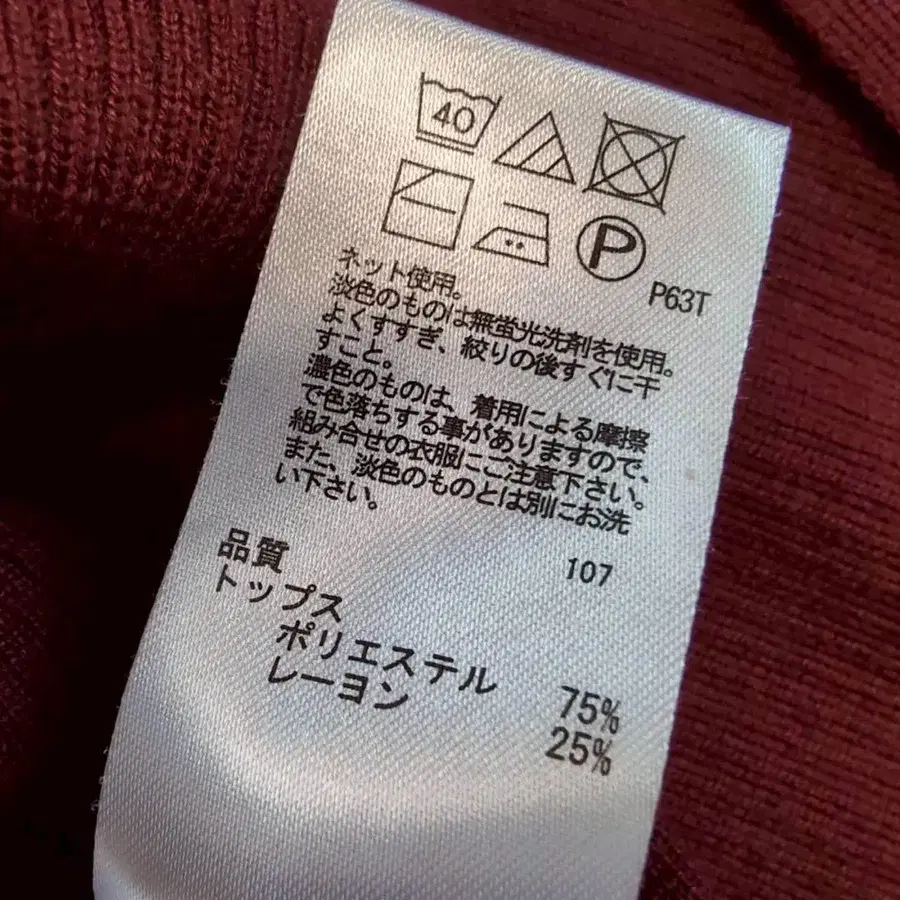 40
P
P63T
ネット使用。
淡色のものは無蛍光洗剤を使用。
よくすすぎ、絞りの後すぐに干
すこと。
濃色のものは、着用による摩擦
で色落ちする事がありますので、
組み合せの衣服にご注意下さい。
また、淡色のものとは別にお洗
い下さい。
107
品質
トップス
ポリエステル 75%
レーヨン 25%